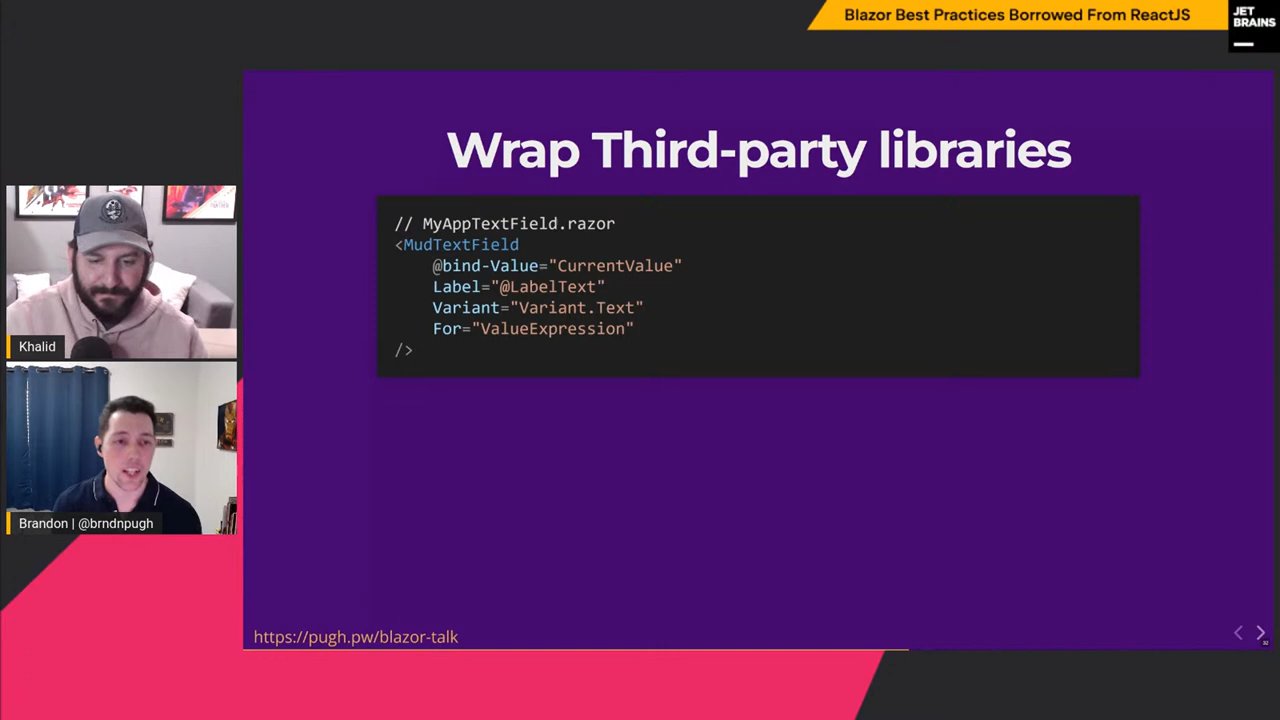 Blazor Best Practices Borrowed From ReactJS
JET
BRAINS
Wrap Third-party libraries
// MyAppTextField.razor
<MudTextField
    @bind-Value="CurrentValue"
    Label="@LabelText"
    Variant="Variant.Text"
    For="ValueExpression"
/>
Khalid
Brandon | @brndnpugh
https://pugh.pw/blazor-talk
32